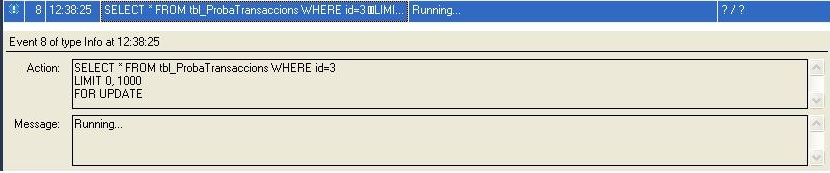 8 12:38:25 SELECT * FROM tbl_ProbaTransaccions WHERE id=3 LIMI... Running... ? / ?
Event 8 of type Info at 12:38:25
Action: SELECT * FROM tbl_ProbaTransaccions WHERE id=3
LIMIT 0, 1000
FOR UPDATE
Message: Running...